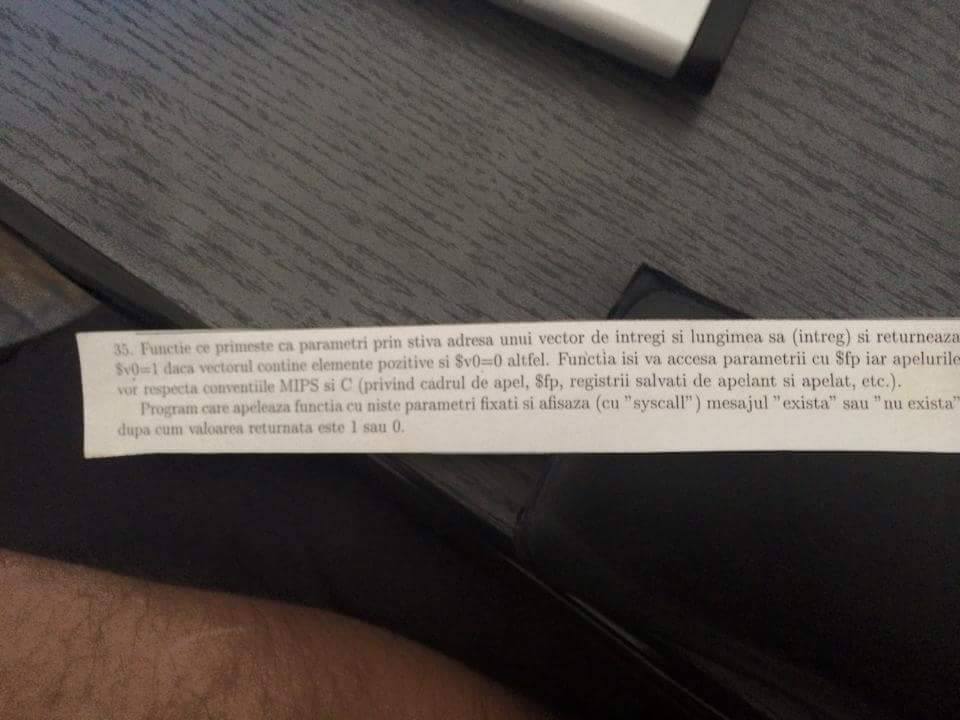 35. Functie ce primeste ca parametri prin stiva adresa unui vector de intregi si lungimea sa (intreg) si returneaza
$v0=1 daca vectorul contine elemente pozitive si $v0=0 altfel. Functia isi va accesa parametrii cu $fp iar apelurile
vor respecta conventiile MIPS si C (privind cadrul de apel, $fp, registrii salvati de apelant si apelat, etc.).
Program care apeleaza functia cu niste parametri fixati si afisaza (cu "syscall") mesajul "exista" sau "nu exista"
dupa cum valoarea returnata este 1 sau 0.